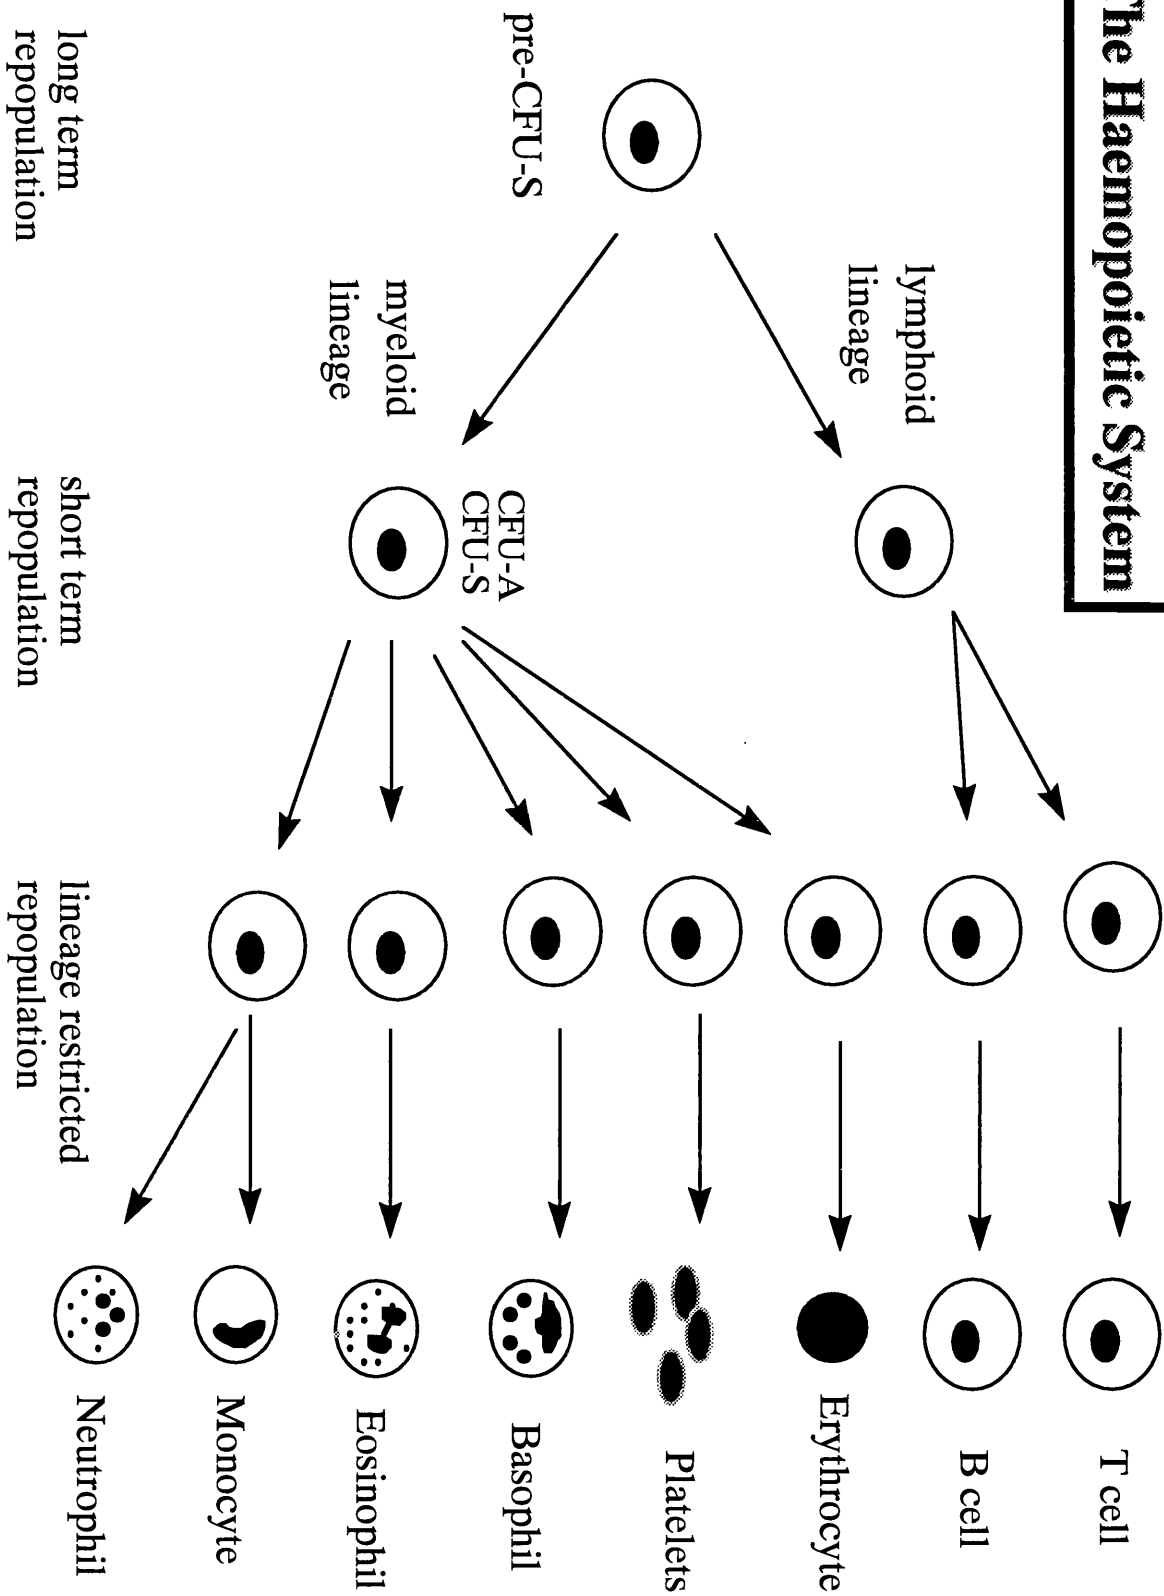 he Haemopoietic System
lymphoid
lineage
pre-CFU-S
myeloid
lineage
CFU-A
CFU-S
T cell
B cell
Erythrocyte
Platelets
Basophil
Eosinophil
Monocyte
Neutrophil
long term
repopulation
short term
repopulation
lineage restricted
repopulation